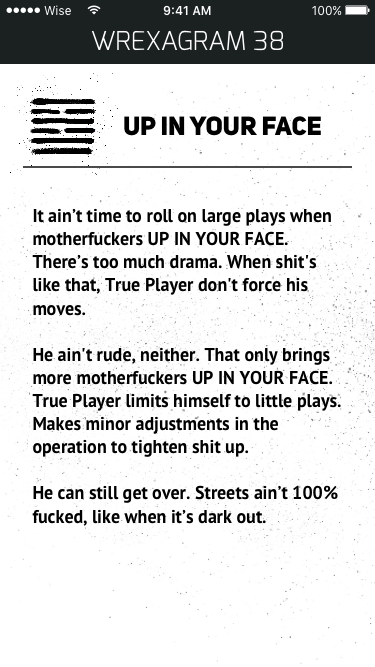 Wise 9:41 AM 100%
WREXAGRAM 38
UP IN YOUR FACE
It ain’t time to roll on large plays when
motherfuckers UP IN YOUR FACE.
There’s too much drama. When shit's
like that, True Player don't force his
moves.
He ain't rude, neither. That only brings
more motherfuckers UP IN YOUR FACE.
True Player limits himself to little plays.
Makes minor adjustments in the
operation to tighten shit up.
He can still get over. Streets ain’t 100%
fucked, like when it’s dark out.